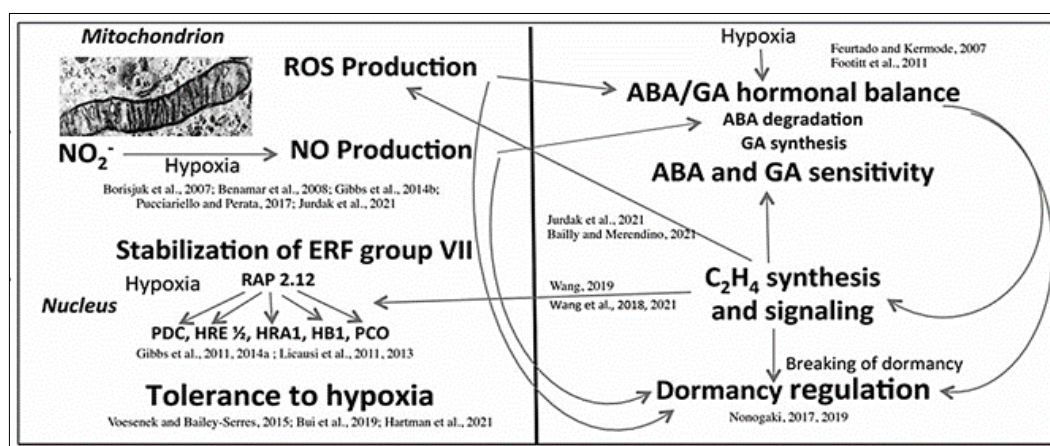 Mitochondrion
ROS Production
NO₂⁻
Hypoxia
NO Production
Borisjuk et al., 2007; Benamar et al., 2008; Gibbs et al., 2014b;
Pucciariello and Perata, 2017; Jurdak et al., 2021
Stabilization of ERF group VII
Hypoxia
RAP 2.12
Nucleus
PDC, HRE ½, HRA1, HB1, PCO
Gibbs et al., 2011, 2014a ; Licausi et al., 2011, 2013
Tolerance to hypoxia
Voesenek and Bailey-Serres, 2015; Bui et al., 2019; Hartman et al., 2021
Hypoxia
Feurtado and Kermode, 2007
Footitt et al., 2011
ABA/GA hormonal balance
ABA degradation
GA synthesis
ABA and GA sensitivity
Jurdak et al., 2021
Bailly and Merendino, 2021
C₂H₄ synthesis
and signaling
Wang, 2019
Wang et al., 2018, 2021
Breaking of dormancy
Dormancy regulation
Nonogaki, 2017, 2019